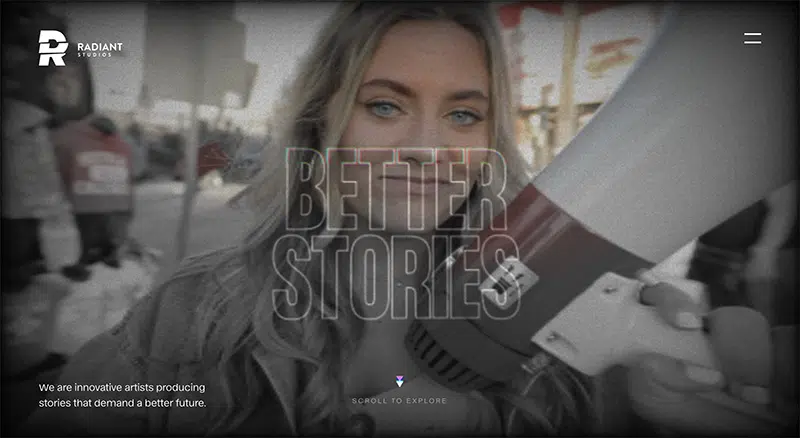 RADIANT
STUDIOS
BETTER
STORIES
We are innovative artists producing
stories that demand a better future.
SCROLL TO EXPLORE